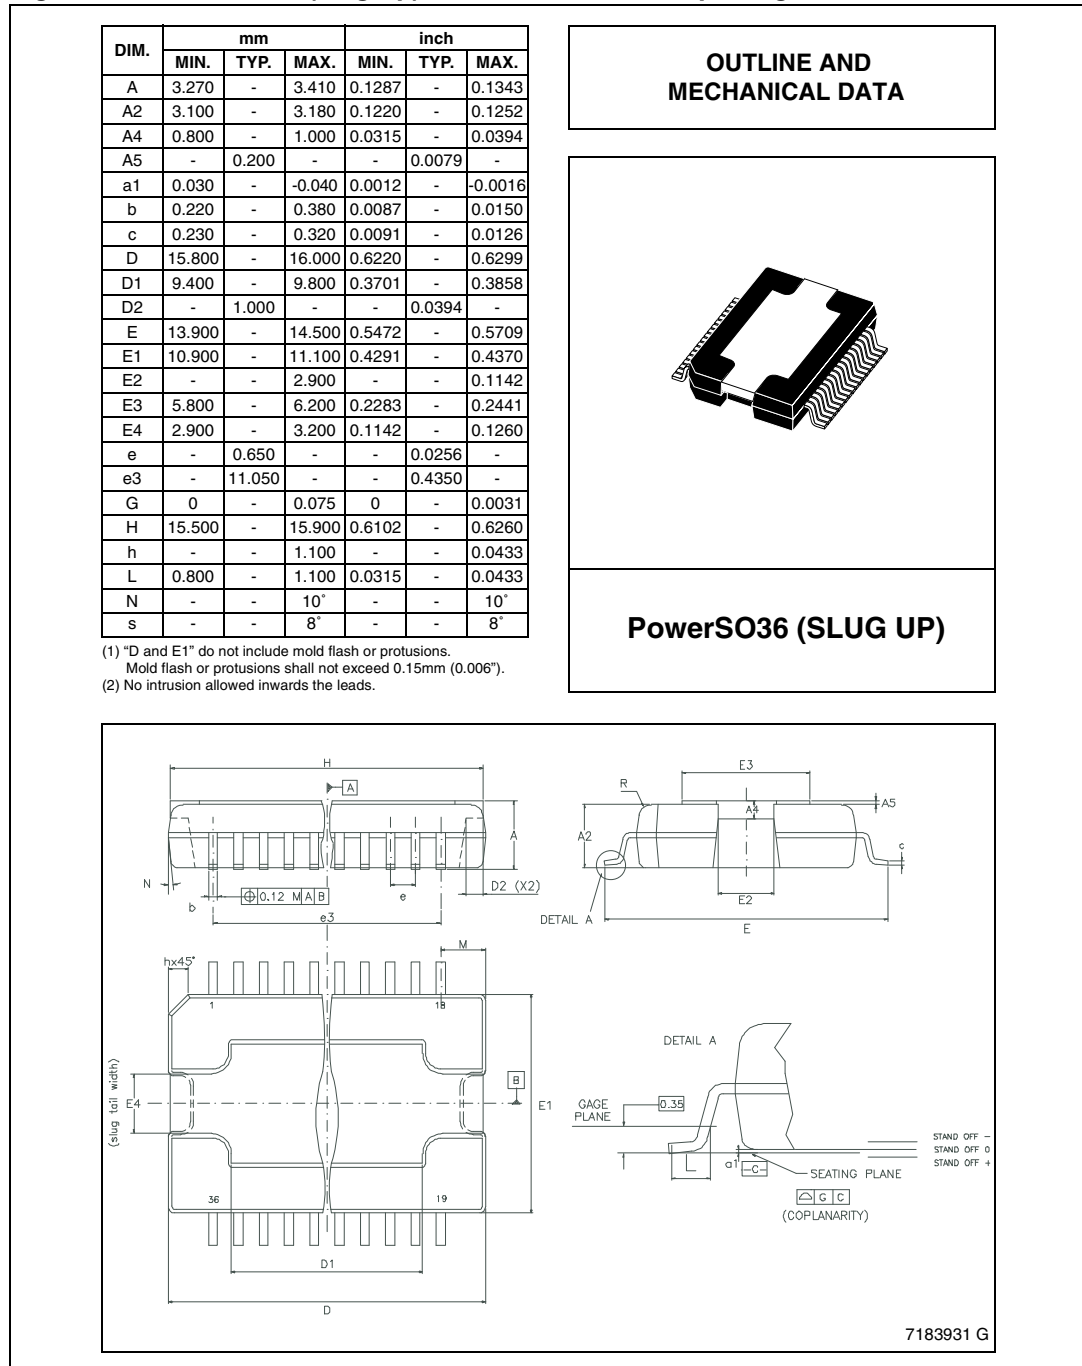 DIM. mm inch
MIN. TYP. MAX. MIN. TYP. MAX.
A 3.270 - 3.410 0.1287 - 0.1343
A2 3.100 - 3.180 0.1220 - 0.1252
A4 0.800 - 1.000 0.0315 - 0.0394
A5 - 0.200 - - 0.0079 -
a1 0.030 - -0.040 0.0012 - -0.0016
b 0.220 - 0.380 0.0087 - 0.0150
c 0.230 - 0.320 0.0091 - 0.0126
D 15.800 - 16.000 0.6220 - 0.6299
D1 9.400 - 9.800 0.3701 - 0.3858
D2 - 1.000 - - 0.0394 -
E 13.900 - 14.500 0.5472 - 0.5709
E1 10.900 - 11.100 0.4291 - 0.4370
E2 - - 2.900 - - 0.1142
E3 5.800 - 6.200 0.2283 - 0.2441
E4 2.900 - 3.200 0.1142 - 0.1260
e - 0.650 - - 0.0256 -
e3 - 11.050 - - 0.4350 -
G 0 - 0.075 0 - 0.0031
H 15.500 - 15.900 0.6102 - 0.6260
h - - 1.100 - - 0.0433
L 0.800 - 1.100 0.0315 - 0.0433
N - - 10˚ - - 10˚
s - - 8˚ - - 8˚
(1) “D and E1” do not include mold flash or protusions.
Mold flash or protusions shall not exceed 0.15mm (0.006”).
(2) No intrusion allowed inwards the leads.
OUTLINE AND
MECHANICAL DATA
PowerSO36 (SLUG UP)
H
A
A
N
b
0.12 M A B
e
D2 (X2)
e3
E3
R
A4
A5
A2
c
E2
DETAIL A
E
M
hx45°
1
18
B
E4
(slug tail width)
E1
36
19
D1
D
DETAIL A
GAGE
PLANE
0.35
L
a1
-C-
SEATING PLANE
G C
(COPLANARITY)
STAND OFF -
STAND OFF 0
STAND OFF +
7183931 G